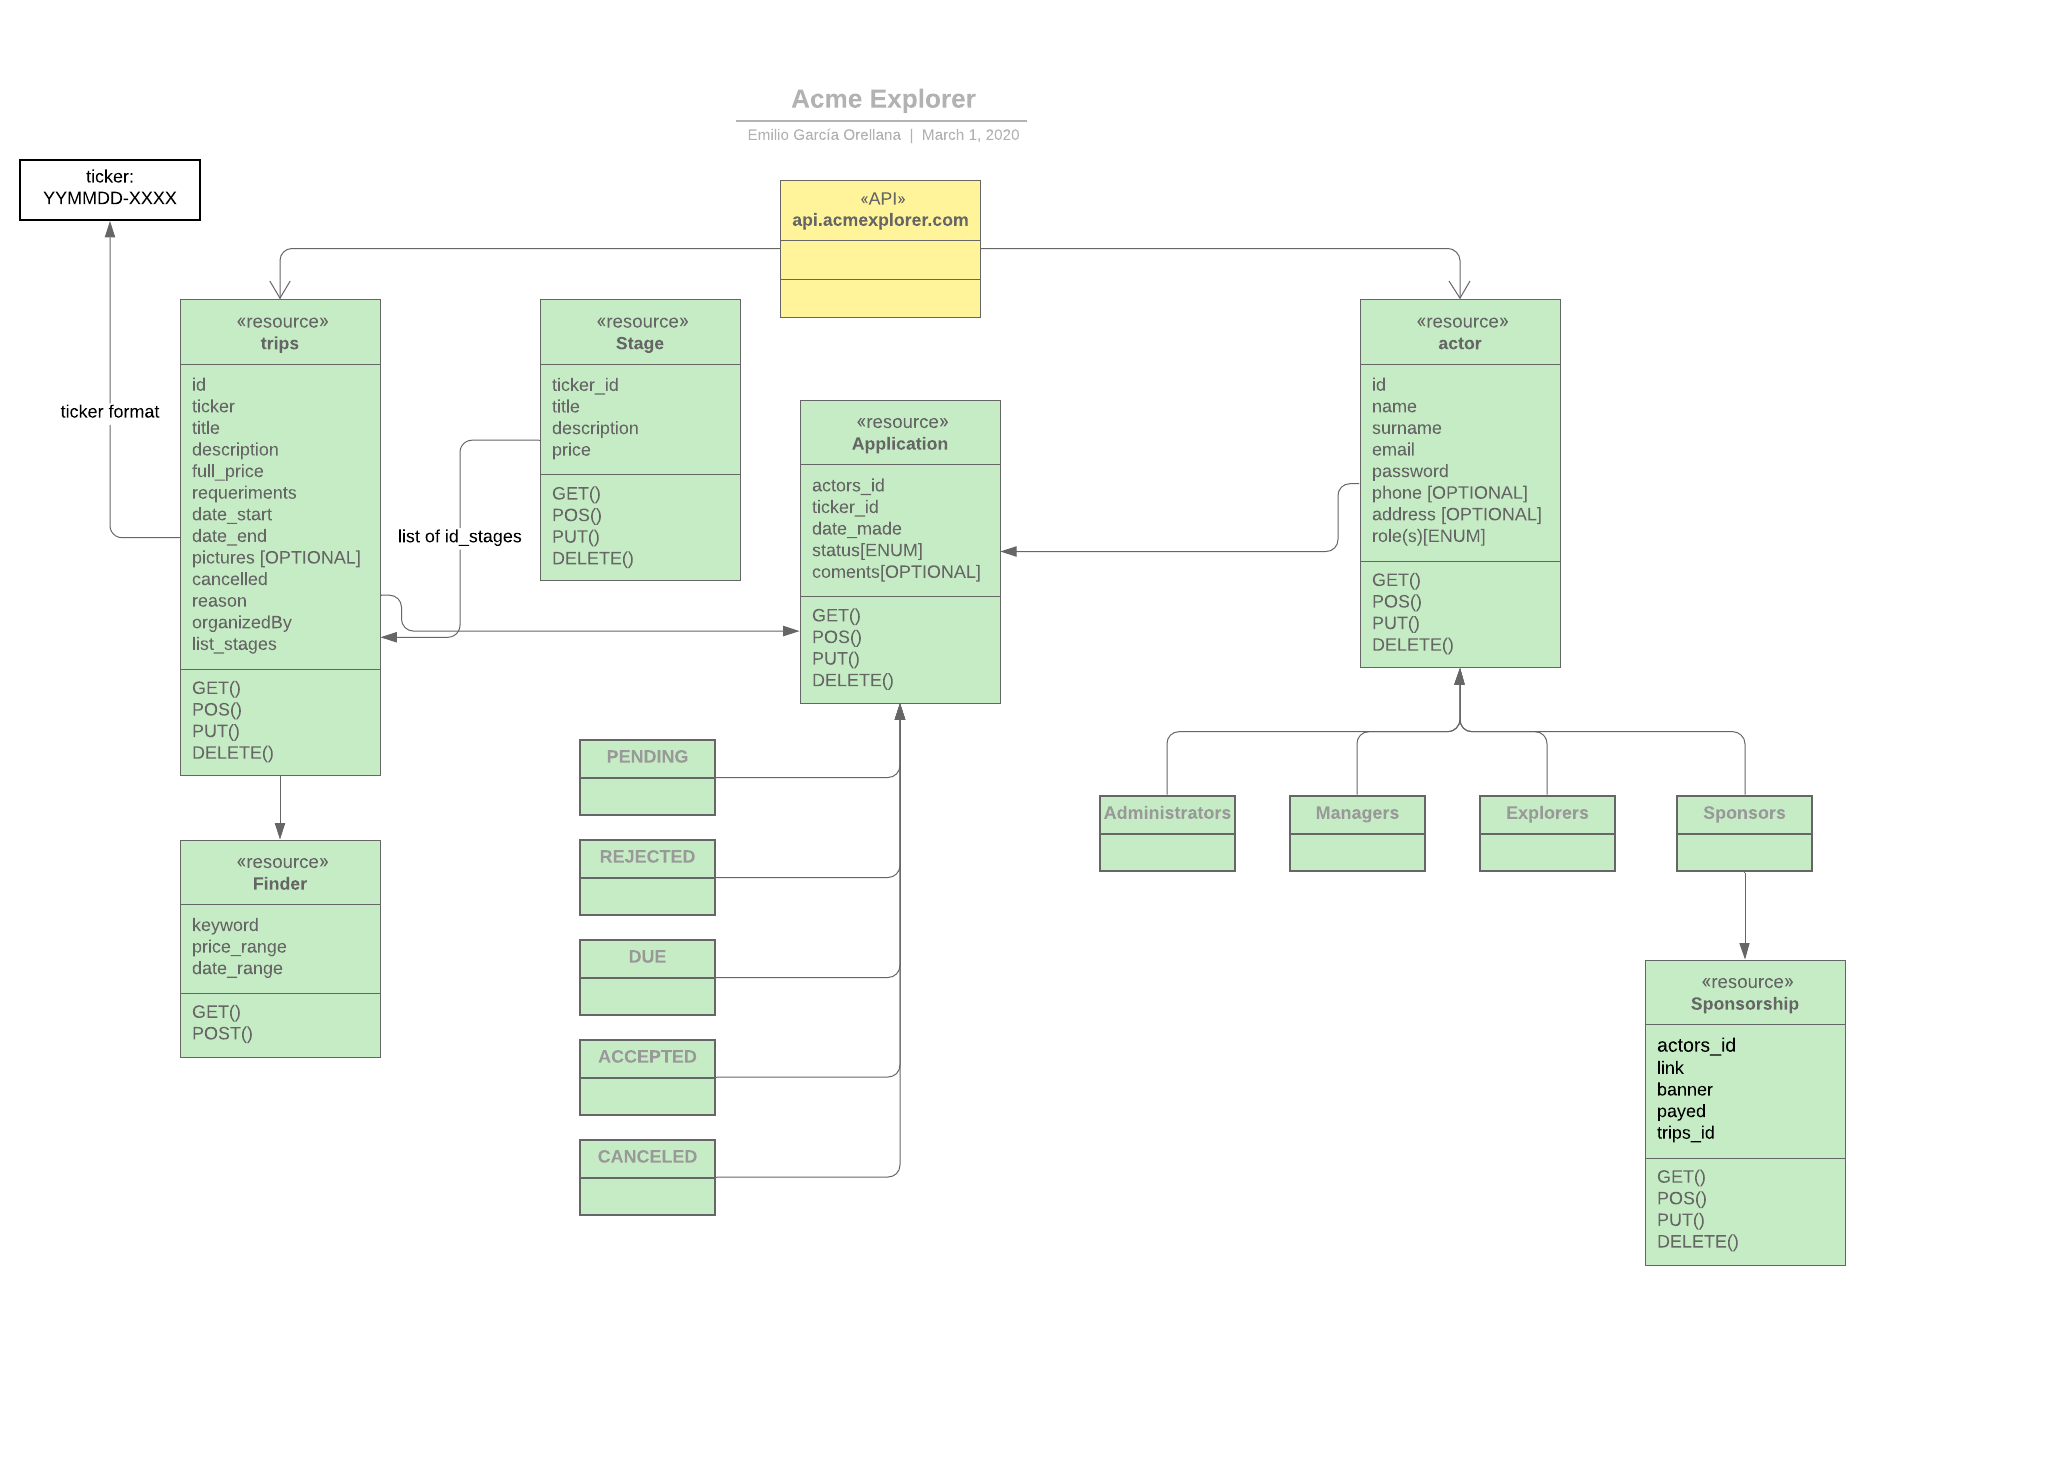 Acme Explorer
Emilio García Orellana | March 1, 2020
ticker:
YYMMDD-XXXX
ticker format
«API»
api.acmexplorer.com
«resource»
trips
id
ticker
title
description
full_price
requeriments
date_start
date_end
pictures [OPTIONAL]
cancelled
reason
organizedBy
list_stages
GET()
POS()
PUT()
DELETE()
«resource»
Stage
ticker_id
title
description
price
GET()
POS()
PUT()
DELETE()
list of id_stages
«resource»
Application
actors_id
ticker_id
date_made
status[ENUM]
coments[OPTIONAL]
GET()
POS()
PUT()
DELETE()
«resource»
actor
id
name
surname
email
password
phone [OPTIONAL]
address [OPTIONAL]
role(s)[ENUM]
GET()
POS()
PUT()
DELETE()
«resource»
Finder
keyword
price_range
date_range
GET()
POST()
PENDING
REJECTED
DUE
ACCEPTED
CANCELED
Administrators
Managers
Explorers
Sponsors
«resource»
Sponsorship
actors_id
link
banner
payed
trips_id
GET()
POS()
PUT()
DELETE()